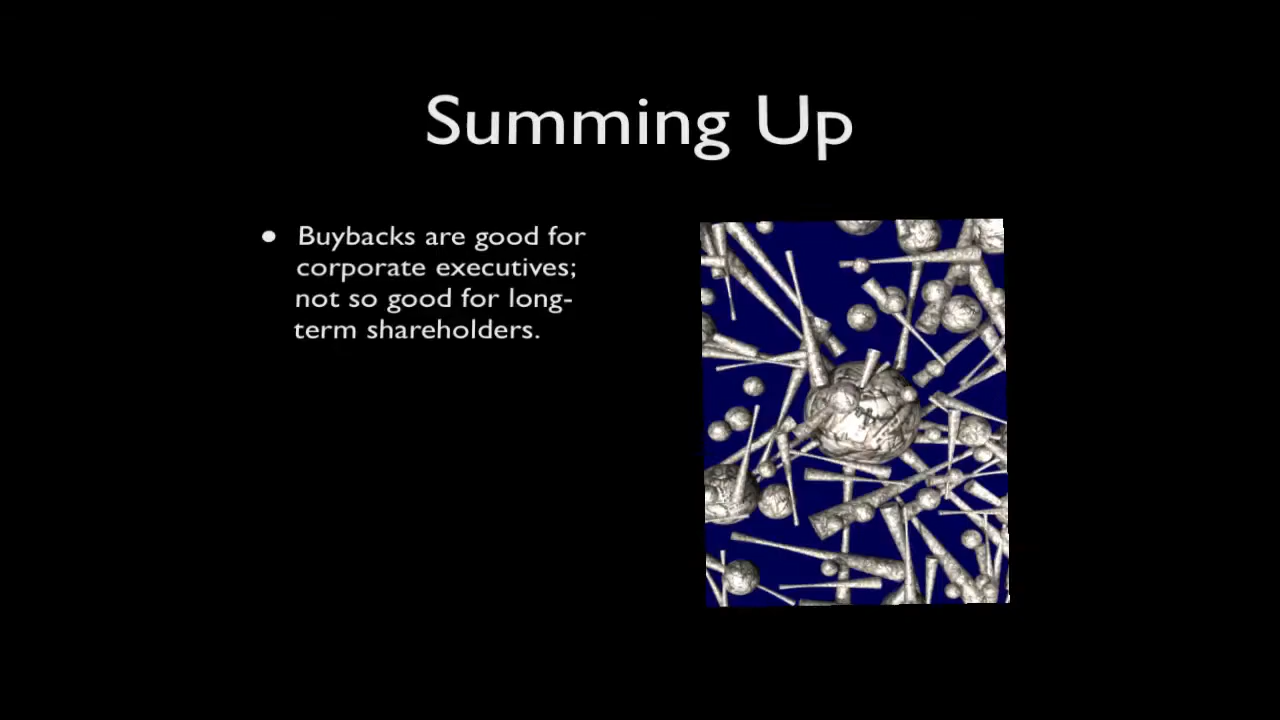 Summing Up
• Buybacks are good for
corporate executives;
not so good for long-
term shareholders.